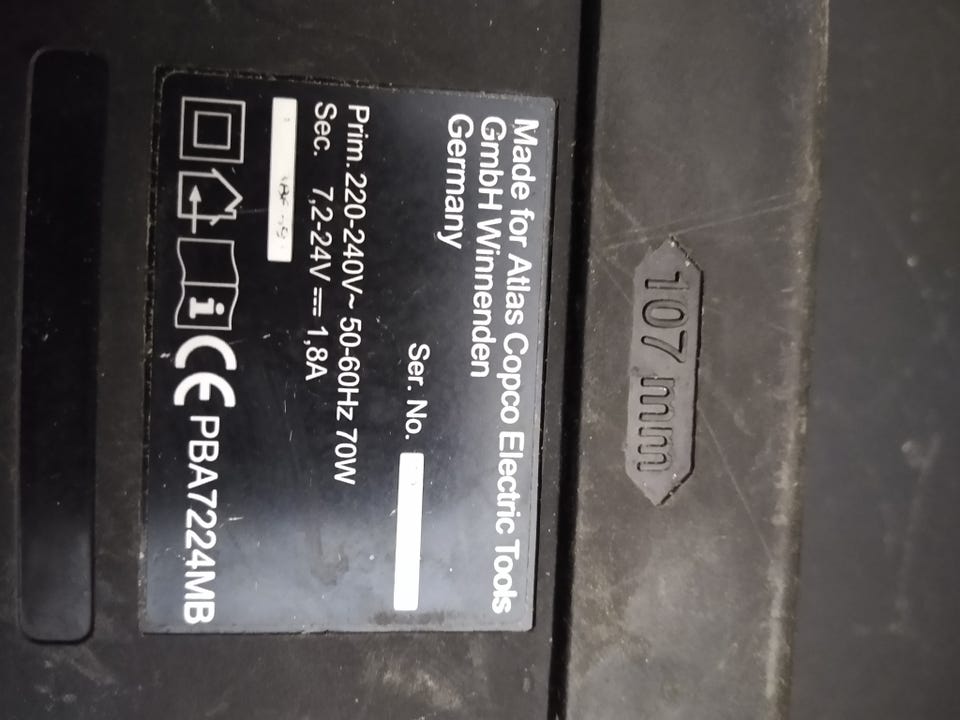 Made for Atlas Copco Electric Tools
GmbH Winnenden
Germany
Ser. No.
Prim. 220-240V~ 50-60Hz 70W
Sec. 7,2-24V ⎓ 1,8A
i CE PBA7224MB
107 mm